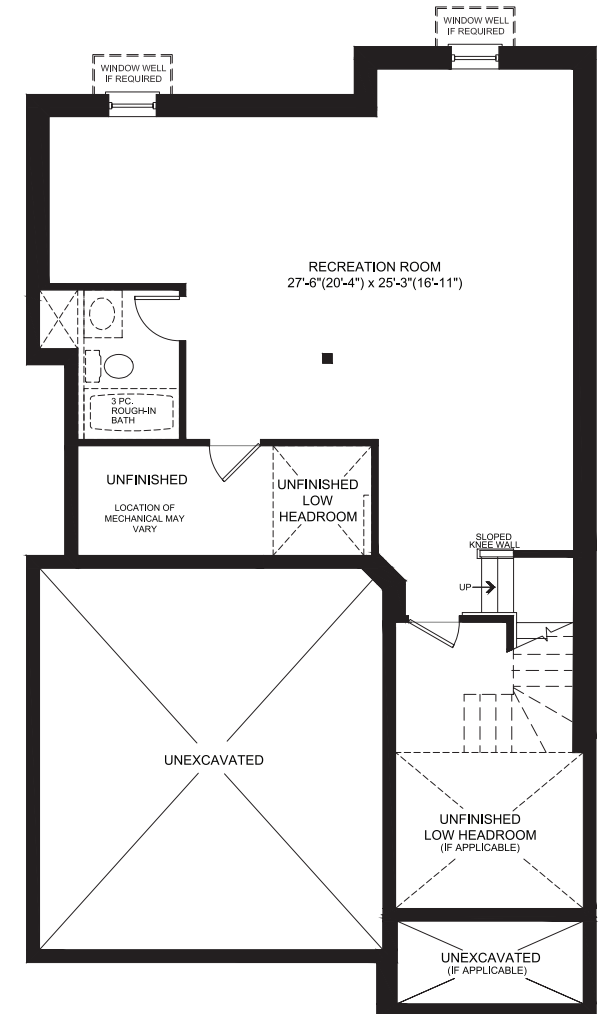 WINDOW WELL
IF REQUIRED
WINDOW WELL
IF REQUIRED
RECREATION ROOM
27'-6"(20'-4") x 25'-3"(16'-11")
3 PC.
ROUGH-IN
BATH
UNFINISHED
LOCATION OF
MECHANICAL MAY
VARY
UNFINISHED
LOW
HEADROOM
SLOPED
KNEE WALL
UP
UNEXCAVATED
UNFINISHED
LOW HEADROOM
(IF APPLICABLE)
UNEXCAVATED
(IF APPLICABLE)